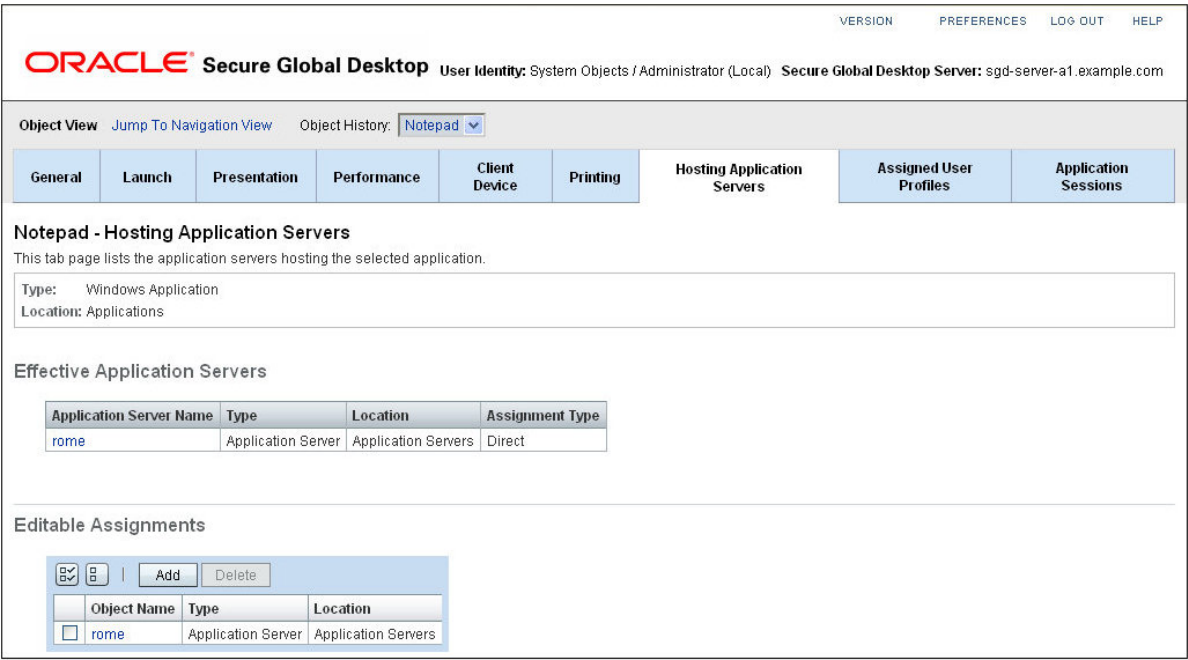 VERSION PREFERENCES LOG OUT HELP
ORACLE Secure Global Desktop User Identity: System Objects / Administrator (Local) Secure Global Desktop Server: sgd-server-a1.example.com
Object View Jump To Navigation View Object History: Notepad
General Launch Presentation Performance Client Device Printing Hosting Application Servers Assigned User Profiles Application Sessions
Notepad - Hosting Application Servers
This tab page lists the application servers hosting the selected application.
Type: Windows Application
Location: Applications
Effective Application Servers
Application Server Name Type Location Assignment Type
rome Application Server Application Servers Direct
Editable Assignments
Add Delete
Object Name Type Location
rome Application Server Application Servers